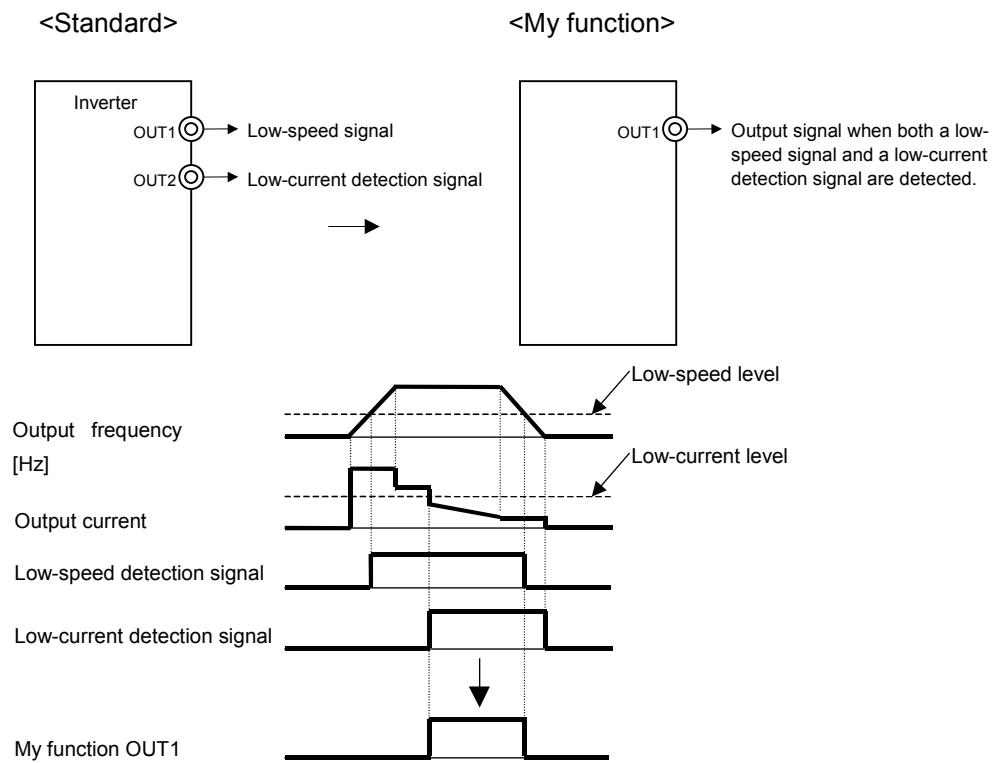 <Standard>
<My function>
Inverter
OUT1
Low-speed signal
OUT2
Low-current detection signal
OUT1
Output signal when both a low-
speed signal and a low-current
detection signal are detected.
Low-speed level
Output frequency
[Hz]
Low-current level
Output current
Low-speed detection signal
Low-current detection signal
My function OUT1